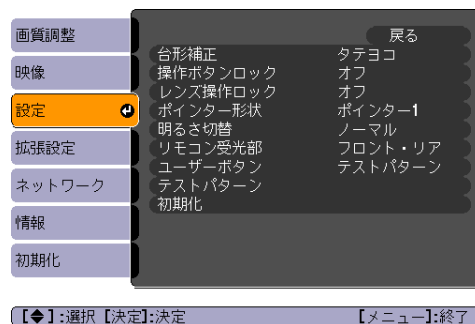 画質調整
映像
設定
拡張設定
ネットワーク
情報
初期化
戻る
台形補正 タテヨコ
操作ボタンロック オフ
レンズ操作ロック オフ
ポインター形状 ポインター1
明るさ切替 ノーマル
リモコン受光部 フロント・リア
ユーザーボタン テストパターン
テストパターン
初期化
【◆】:選択 【決定】:決定 【メニュー】:終了